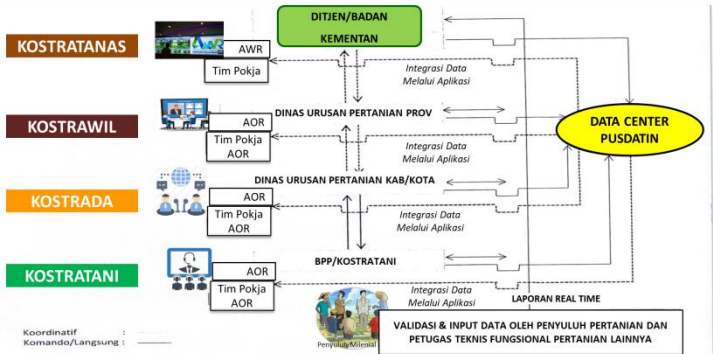 DITJEN/BADAN
KEMENTAN
KOSTRATANAS
AWR
AWR
Tim Pokja
Integrasi Data
Melalui Aplikasi
KOSTRAWIL
AOR
Tim Pokja
AOR
DINAS URUSAN PERTANIAN PROV
Integrasi Data
Melalui Aplikasi
DATA CENTER
PUSDATIN
KOSTRADA
AOR
Tim Pokja
AOR
DINAS URUSAN PERTANIAN KAB/KOTA
Integrasi Data
Melalui Aplikasi
KOSTRATANI
AOR
Tim Pokja
AOR
BPP/KOSTRATANI
Integrasi Data
Melalui Aplikasi
LAPORAN REAL TIME
Penyuluh Milenial
VALIDASI & INPUT DATA OLEH PENYULUH PERTANIAN DAN
PETUGAS TEKNIS FUNGSIONAL PERTANIAN LAINNYA
Koordinatif :
Komando/Langsung :